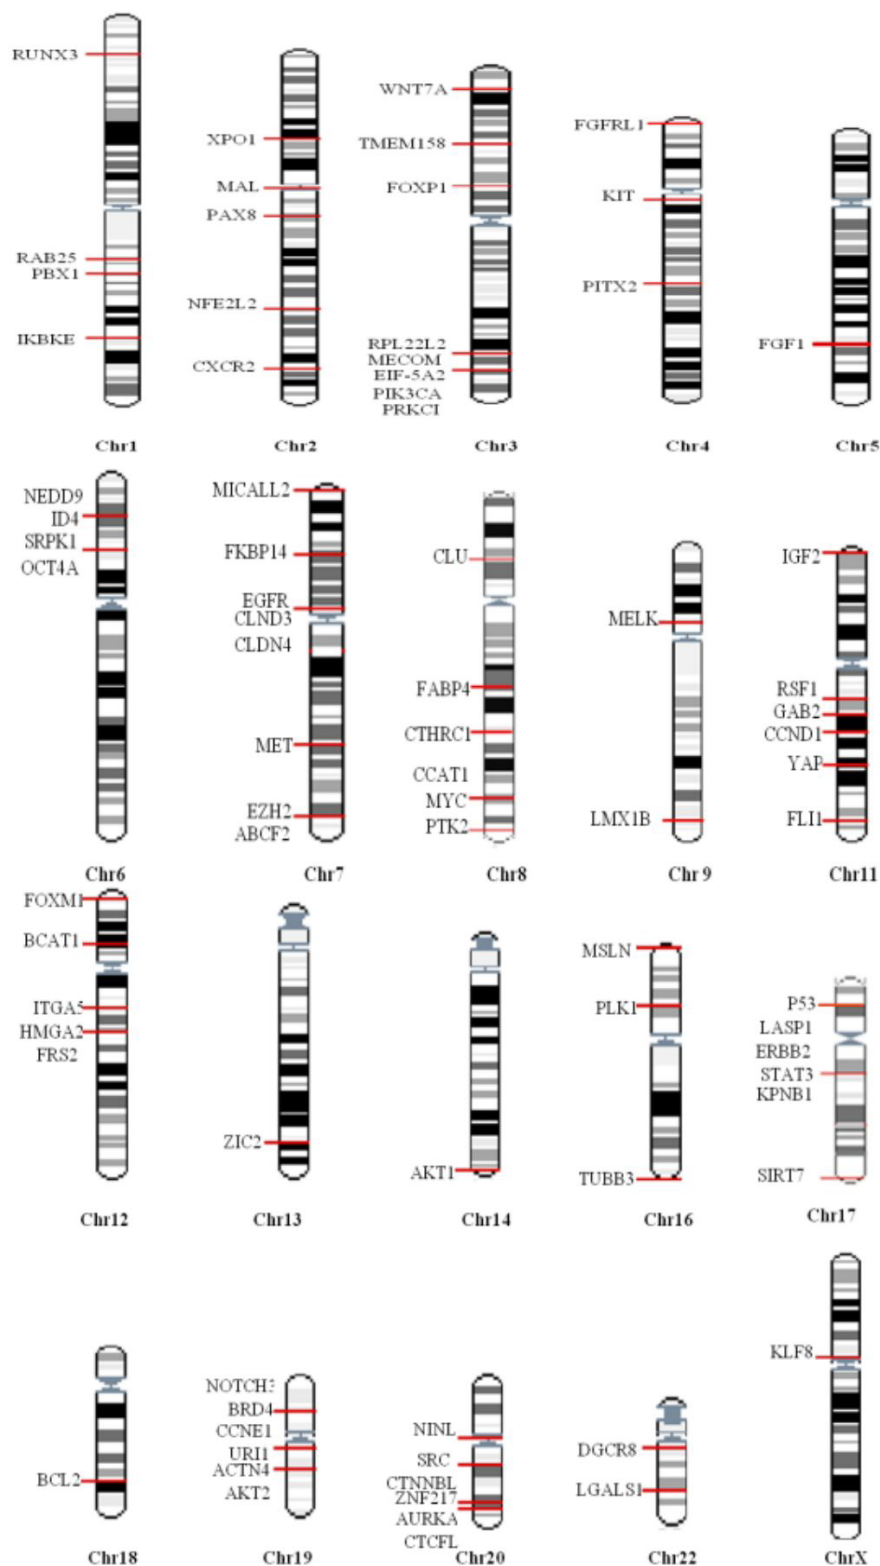 RUNX3
RAB25
PBX1
IKBKE
Chr1
XPO1
MAL
PAX8
NFE2L2
CXCR2
Chr2
WNT7A
TMEM158
FOXP1
RPL22L2
MECOM
EIF-5A2
PIK3CA
PRKCI
Chr3
FGFRL1
KIT
PITX2
Chr4
FGF1
Chr5
NEDD9
ID4
SRPK1
OCT4A
Chr6
MICALL2
FKBP14
EGFR
CLND3
CLDN4
MET
EZH2
ABCF2
Chr7
CLU
FABP4
CTHRC1
CCAT1
MYC
PTK2
Chr8
MELK
LMX1B
Chr9
IGF2
RSF1
GAB2
CCND1
YAP
FLI1
Chr11
FOXM1
BCAT1
ITGA5
HMGA2
FRS2
Chr12
ZIC2
Chr13
AKT1
Chr14
MSLN
PLK1
TUBB3
Chr16
P53
LASP1
ERBB2
STAT3
KPNB1
SIRT7
Chr17
BCL2
Chr18
NOTCH3
BRD4
CCNE1
URI1
ACTN4
AKT2
Chr19
NINL
SRC
CTNNBL
ZNF217
AURKA
CTCFL
Chr20
DGCR8
LGALS1
Chr22
KLF8
ChrX